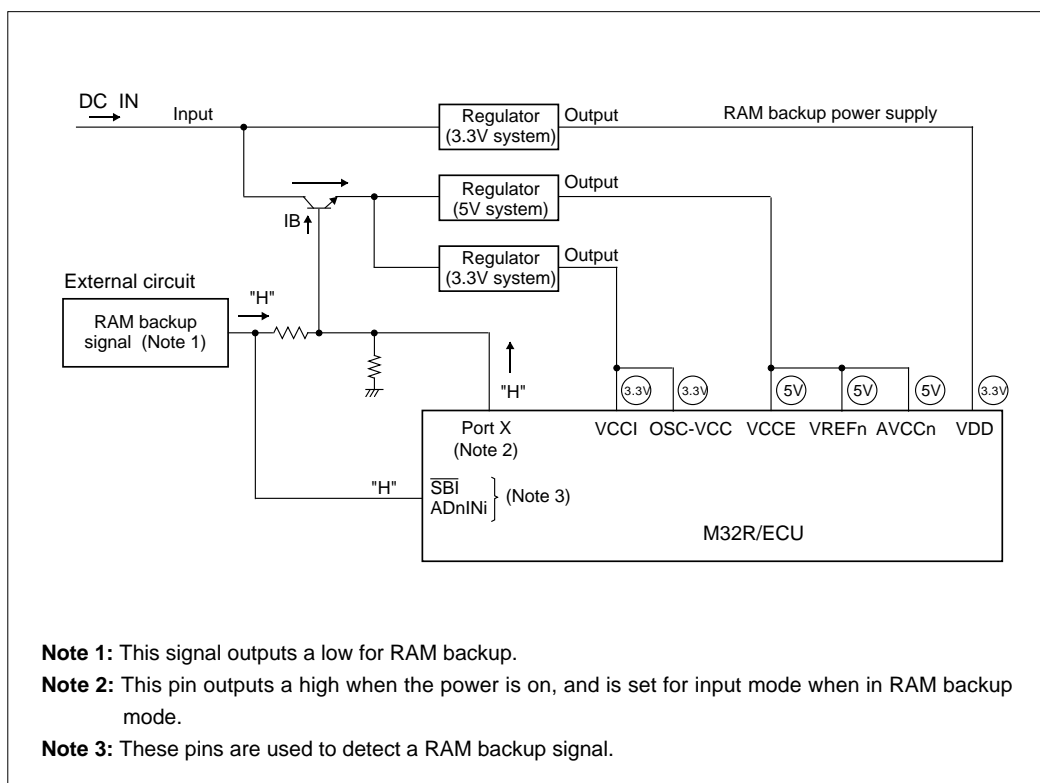 DC IN
Input
Regulator
(3.3V system)
Output
RAM backup power supply
Regulator
(5V system)
Output
IB
Regulator
(3.3V system)
Output
External circuit
RAM backup
signal (Note 1)
"H"
"H"
3.3V
3.3V
5V
5V
5V
3.3V
Port X
(Note 2)
VCCI
OSC-VCC
VCCE
VREFn
AVCCn
VDD
"H"
SBI
ADnINi
(Note 3)
M32R/ECU
Note 1: This signal outputs a low for RAM backup.
Note 2: This pin outputs a high when the power is on, and is set for input mode when in RAM backup
mode.
Note 3: These pins are used to detect a RAM backup signal.